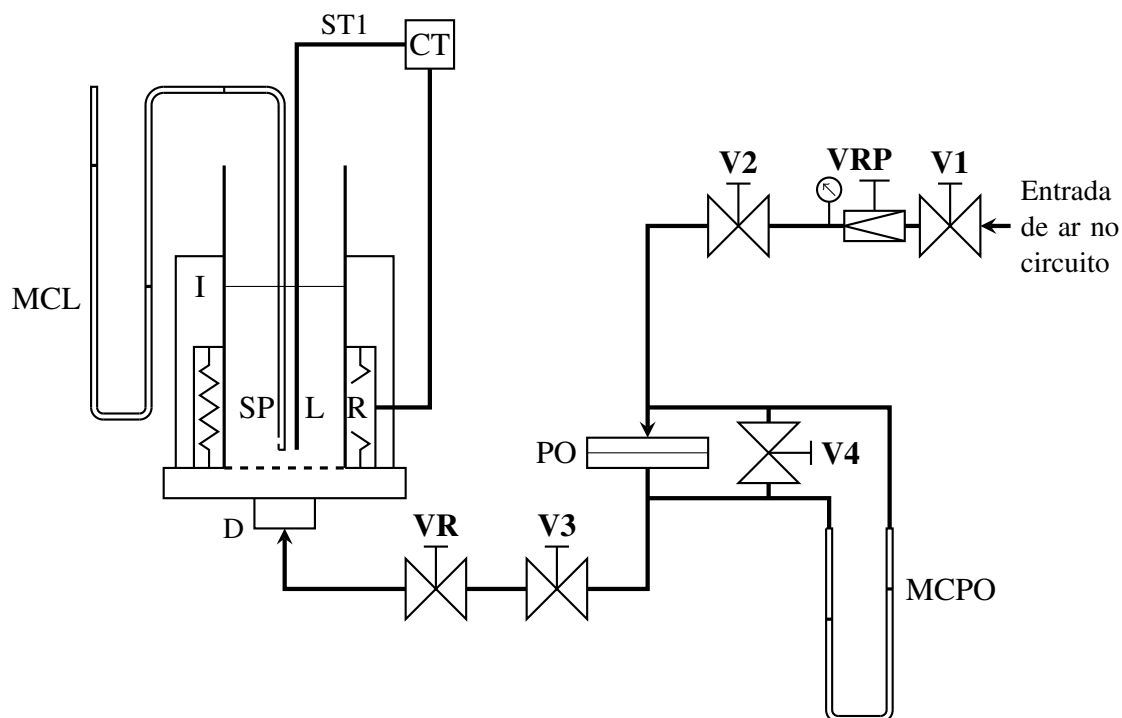 ST1
CT
V2
VRP
V1
Entrada
de ar no
circuito
MCL
I
SP
L
R
PO
V4
D
VR
V3
MCPO